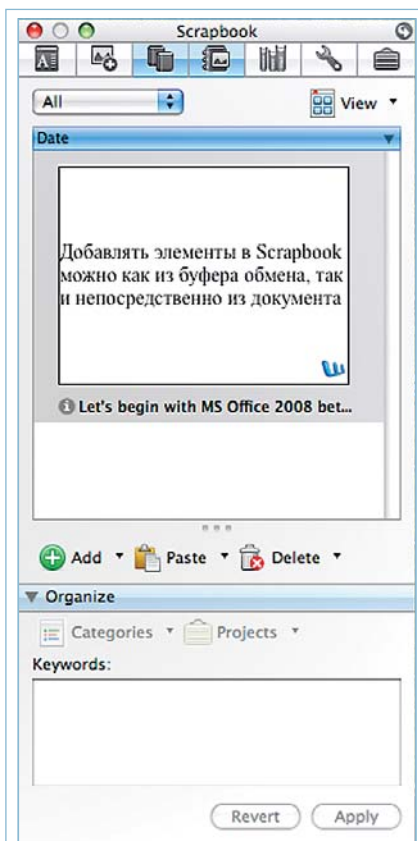 Scrapbook
All
View
Date
Добавлять элементы в Scrapbook
можно как из буфера обмена, так
и непосредственно из документа
Let's begin with MS Office 2008 bet...
Add Paste Delete
Organize
Categories Projects
Keywords:
Revert Apply